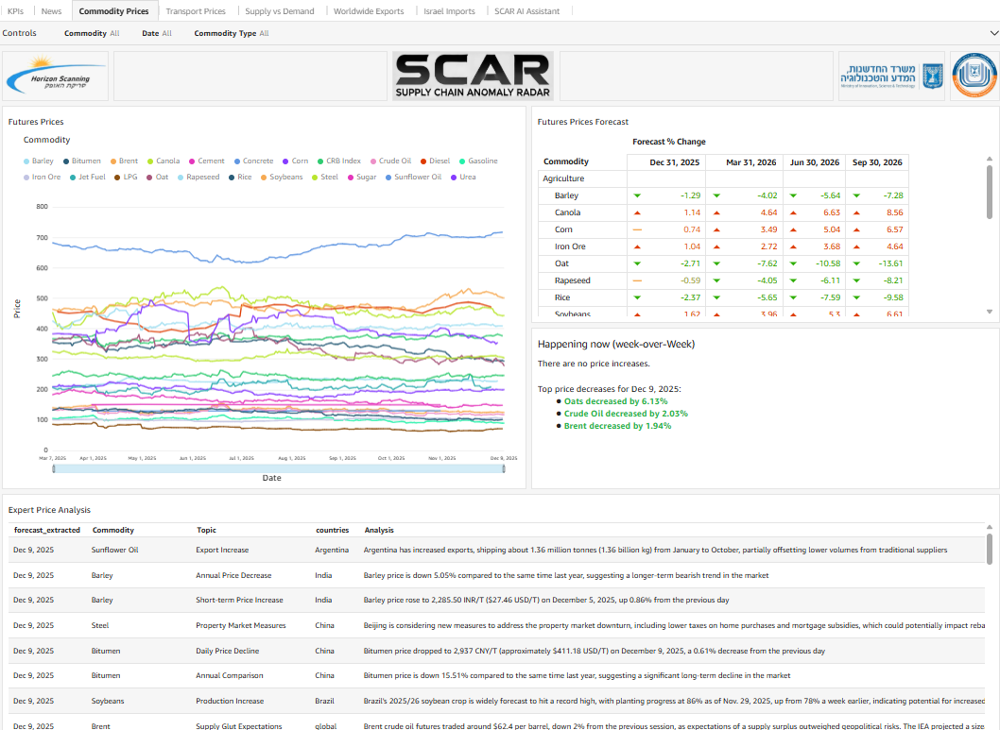 KPIs News Commodity Prices Transport Prices Supply vs Demand Worldwide Exports Israel Imports SCAR AI Assistant
Controls Commodity All Date All Commodity Type All
Horizon Scanning
סריקת האופק
SCAR
SUPPLY CHAIN ANOMALY RADAR
משרד החדשנות,
המדע והטכנולוגיה
Ministry of Innovation, Science & Technology
Futures Prices
Commodity
Barley Bitumen Brent Canola Cement Concrete Corn CRB Index Crude Oil Diesel Gasoline
Iron Ore Jet Fuel LPG Oat Rapeseed Rice Soybeans Steel Sugar Sunflower Oil Urea
800
700
600
500
400
300
200
100
0
Price
Mar 7, 2025 Apr 1, 2025 May 1, 2025 Jun 1, 2025 Jul 1, 2025 Aug 1, 2025 Sep 1, 2025 Oct 1, 2025 Nov 1, 2025 Dec 9, 2025
Date
Futures Prices Forecast
Forecast % Change
Commodity Dec 31, 2025 Mar 31, 2026 Jun 30, 2026 Sep 30, 2026
Agriculture
Barley -1.29 -4.02 -5.64 -7.28
Canola 1.14 4.64 6.63 8.56
Corn 0.74 3.49 5.04 6.57
Iron Ore 1.04 2.72 3.68 4.64
Oat -2.71 -7.62 -10.58 -13.61
Rapeseed -0.59 -4.05 -6.11 -8.21
Rice -2.37 -5.65 -7.59 -9.58
Soybeans 1.62 3.96 5.3 6.61
Happening now (week-over-Week)
There are no price increases.
Top price decreases for Dec 9, 2025:
Oats decreased by 6.13%
Crude Oil decreased by 2.03%
Brent decreased by 1.94%
Expert Price Analysis
forecast_extracted Commodity Topic countries Analysis
Dec 9, 2025 Sunflower Oil Export Increase Argentina Argentina has increased exports, shipping about 1.36 million tonnes (1.36 billion kg) from January to October, partially offsetting lower volumes from traditional suppliers
Dec 9, 2025 Barley Annual Price Decrease India Barley price is down 5.05% compared to the same time last year, suggesting a longer-term bearish trend in the market
Dec 9, 2025 Barley Short-term Price Increase India Barley price rose to 2,285.50 INR/T ($27.46 USD/T) on December 5, 2025, up 0.86% from the previous day
Dec 9, 2025 Steel Property Market Measures China Beijing is considering new measures to address the property market downturn, including lower taxes on home purchases and mortgage subsidies, which could potentially impact reba
Dec 9, 2025 Bitumen Daily Price Decline China Bitumen price dropped to 2,937 CNY/T (approximately $411.18 USD/T) on December 9, 2025, a 0.61% decrease from the previous day
Dec 9, 2025 Bitumen Annual Comparison China Bitumen price is down 15.51% compared to the same time last year, suggesting a significant long-term decline in the market
Dec 9, 2025 Soybeans Production Increase Brazil Brazil's 2025/26 soybean crop is widely forecast to hit a record high, with planting progress at 86% as of Nov. 29, 2025, up from 78% a week earlier, indicating potential for increased
Dec 9, 2025 Brent Supply Glut Expectations global Brent crude oil futures traded around $62.4 per barrel, down 2% from the previous session, as expectations of a supply surplus outweighed geopolitical risks. The IEA projected a size